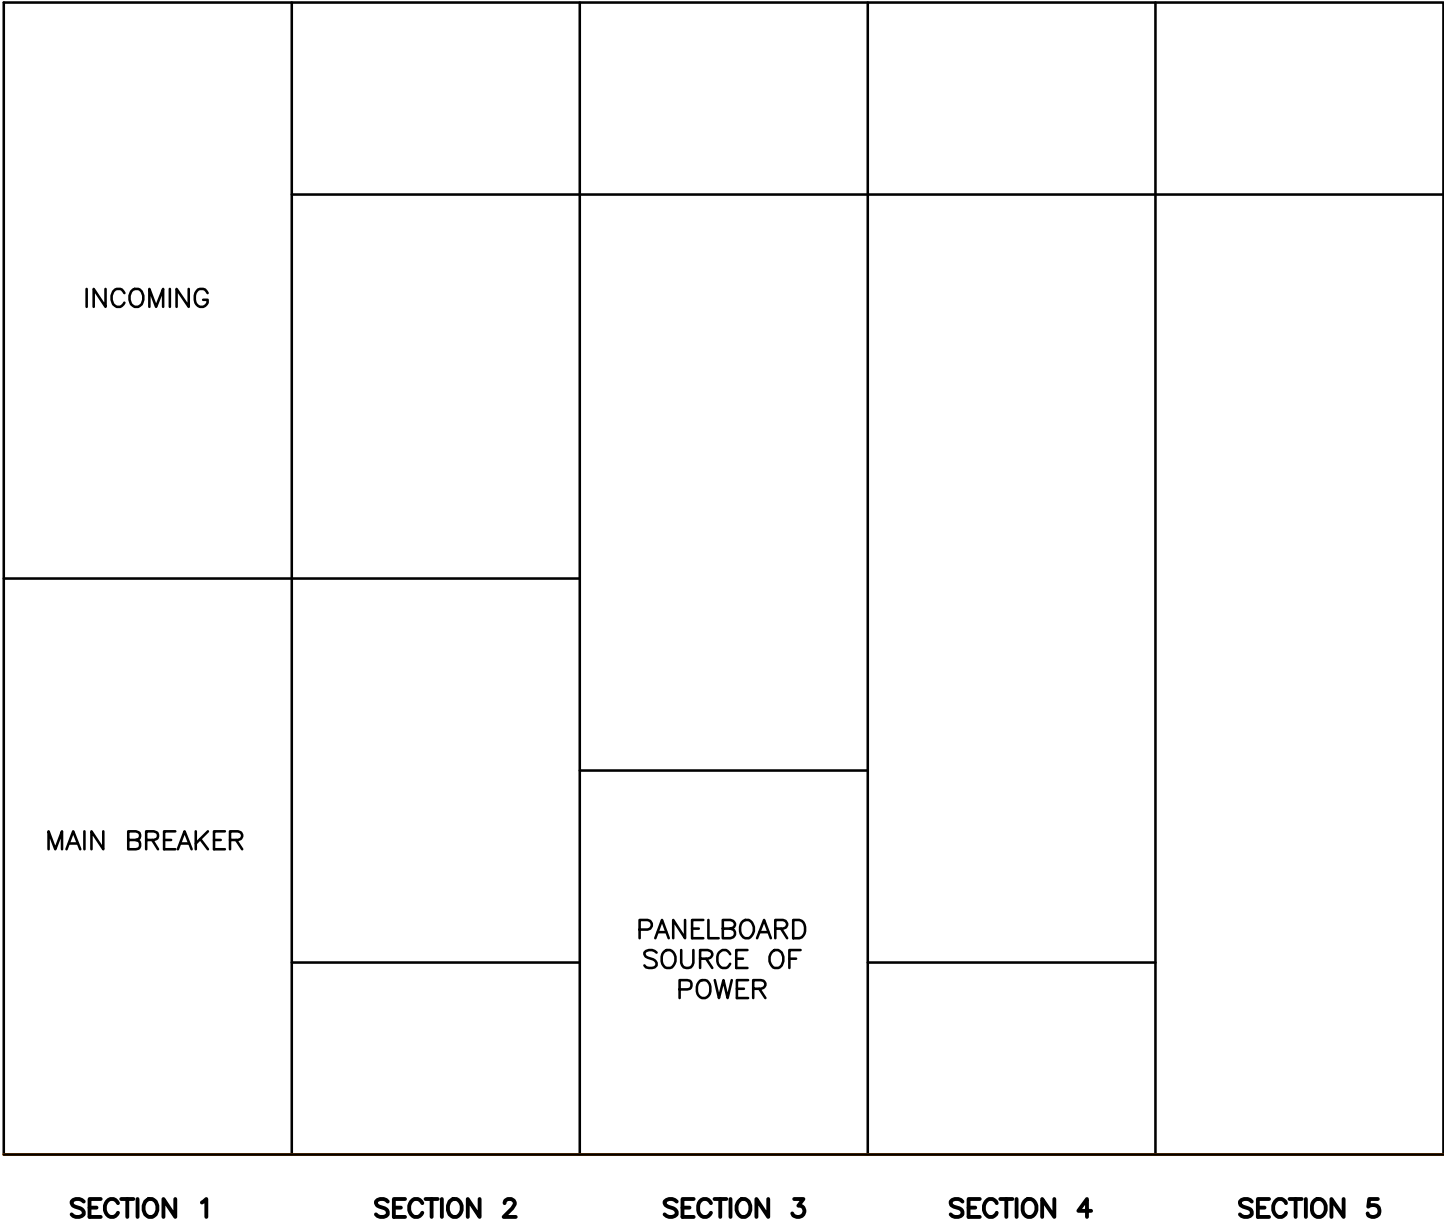 INCOMING
MAIN BREAKER
PANELBOARD
SOURCE OF
POWER
SECTION 1
SECTION 2
SECTION 3
SECTION 4
SECTION 5